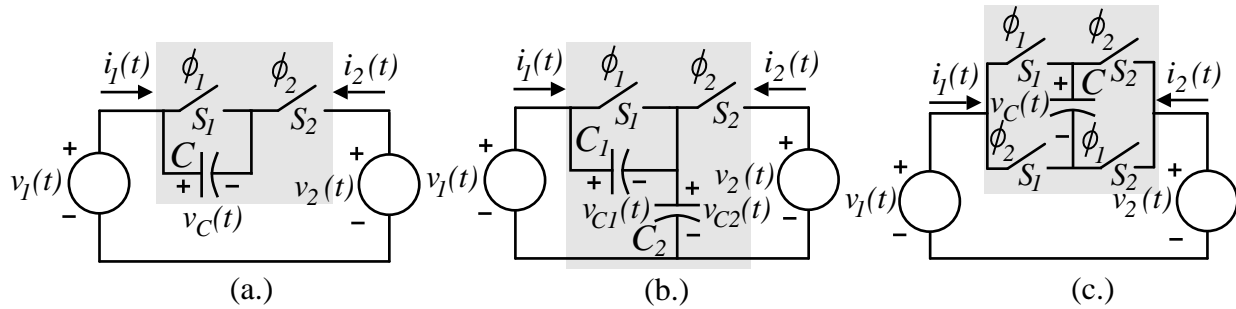 i1(t) ϕ1 ϕ2 i2(t)
S1 S2
C
+ −
vC(t)
v1(t) + −
v2(t) + −
(a.)
i1(t) ϕ1 ϕ2 i2(t)
S1 S2
C1
+ −
vC1(t)
+ vC2(t) −
C2
v1(t) + −
v2(t) + −
(b.)
ϕ1 ϕ2
i1(t) S1 C S2 i2(t)
+ vC(t) −
ϕ2 ϕ1
S1 S2
v1(t) + −
v2(t) + −
(c.)